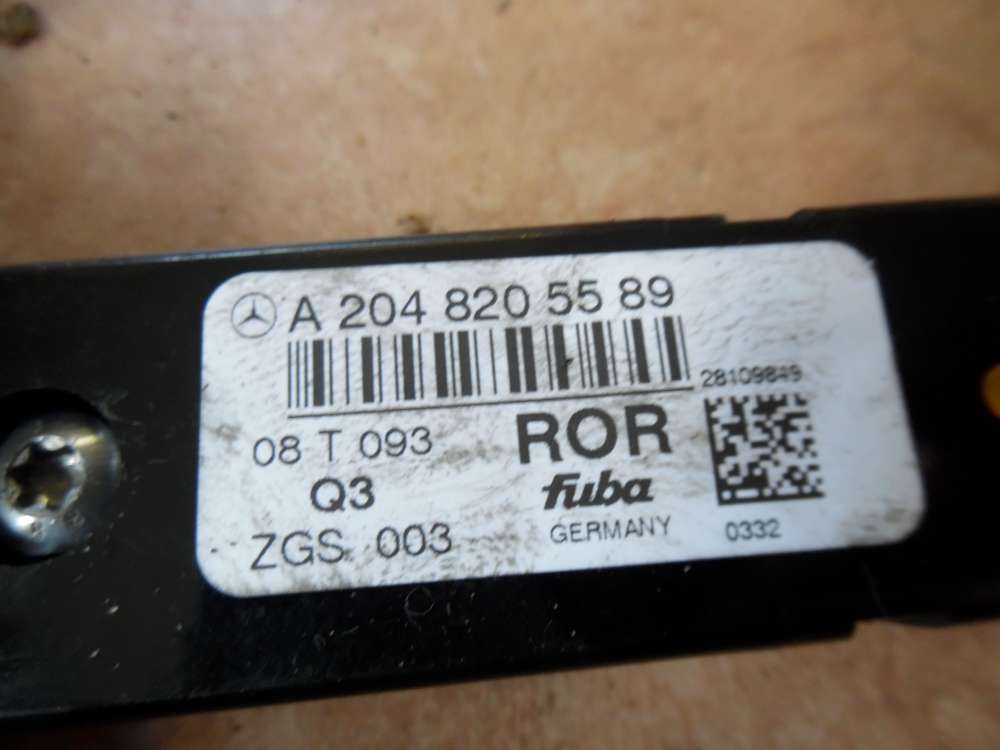 A 204 820 55 89
28109849
08 T 093
ROR
Q3
fuba
GERMANY
ZGS 003
0332